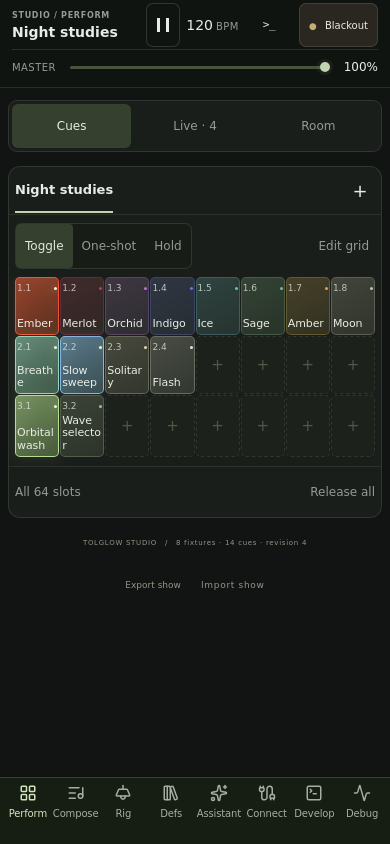 STUDIO / PERFORM
Night studies
120 BPM
>_
Blackout
MASTER
100%
Cues
Live · 4
Room
Night studies
+
Toggle
One-shot
Hold
Edit grid
1.1 Ember
1.2 Merlot
1.3 Orchid
1.4 Indigo
1.5 Ice
1.6 Sage
1.7 Amber
1.8 Moon
2.1 Breath
e
2.2 Slow
sweep
2.3 Solitar
y
2.4 Flash
+ + + +
3.1 Orbital
wash
3.2 Wave
selecto
r
+ + + + + +
All 64 slots
Release all
TOLGLOW STUDIO / 8 fixtures · 14 cues · revision 4
Export show
Import show
Perform
Compose
Rig
Defs
Assistant
Connect
Develop
Debug